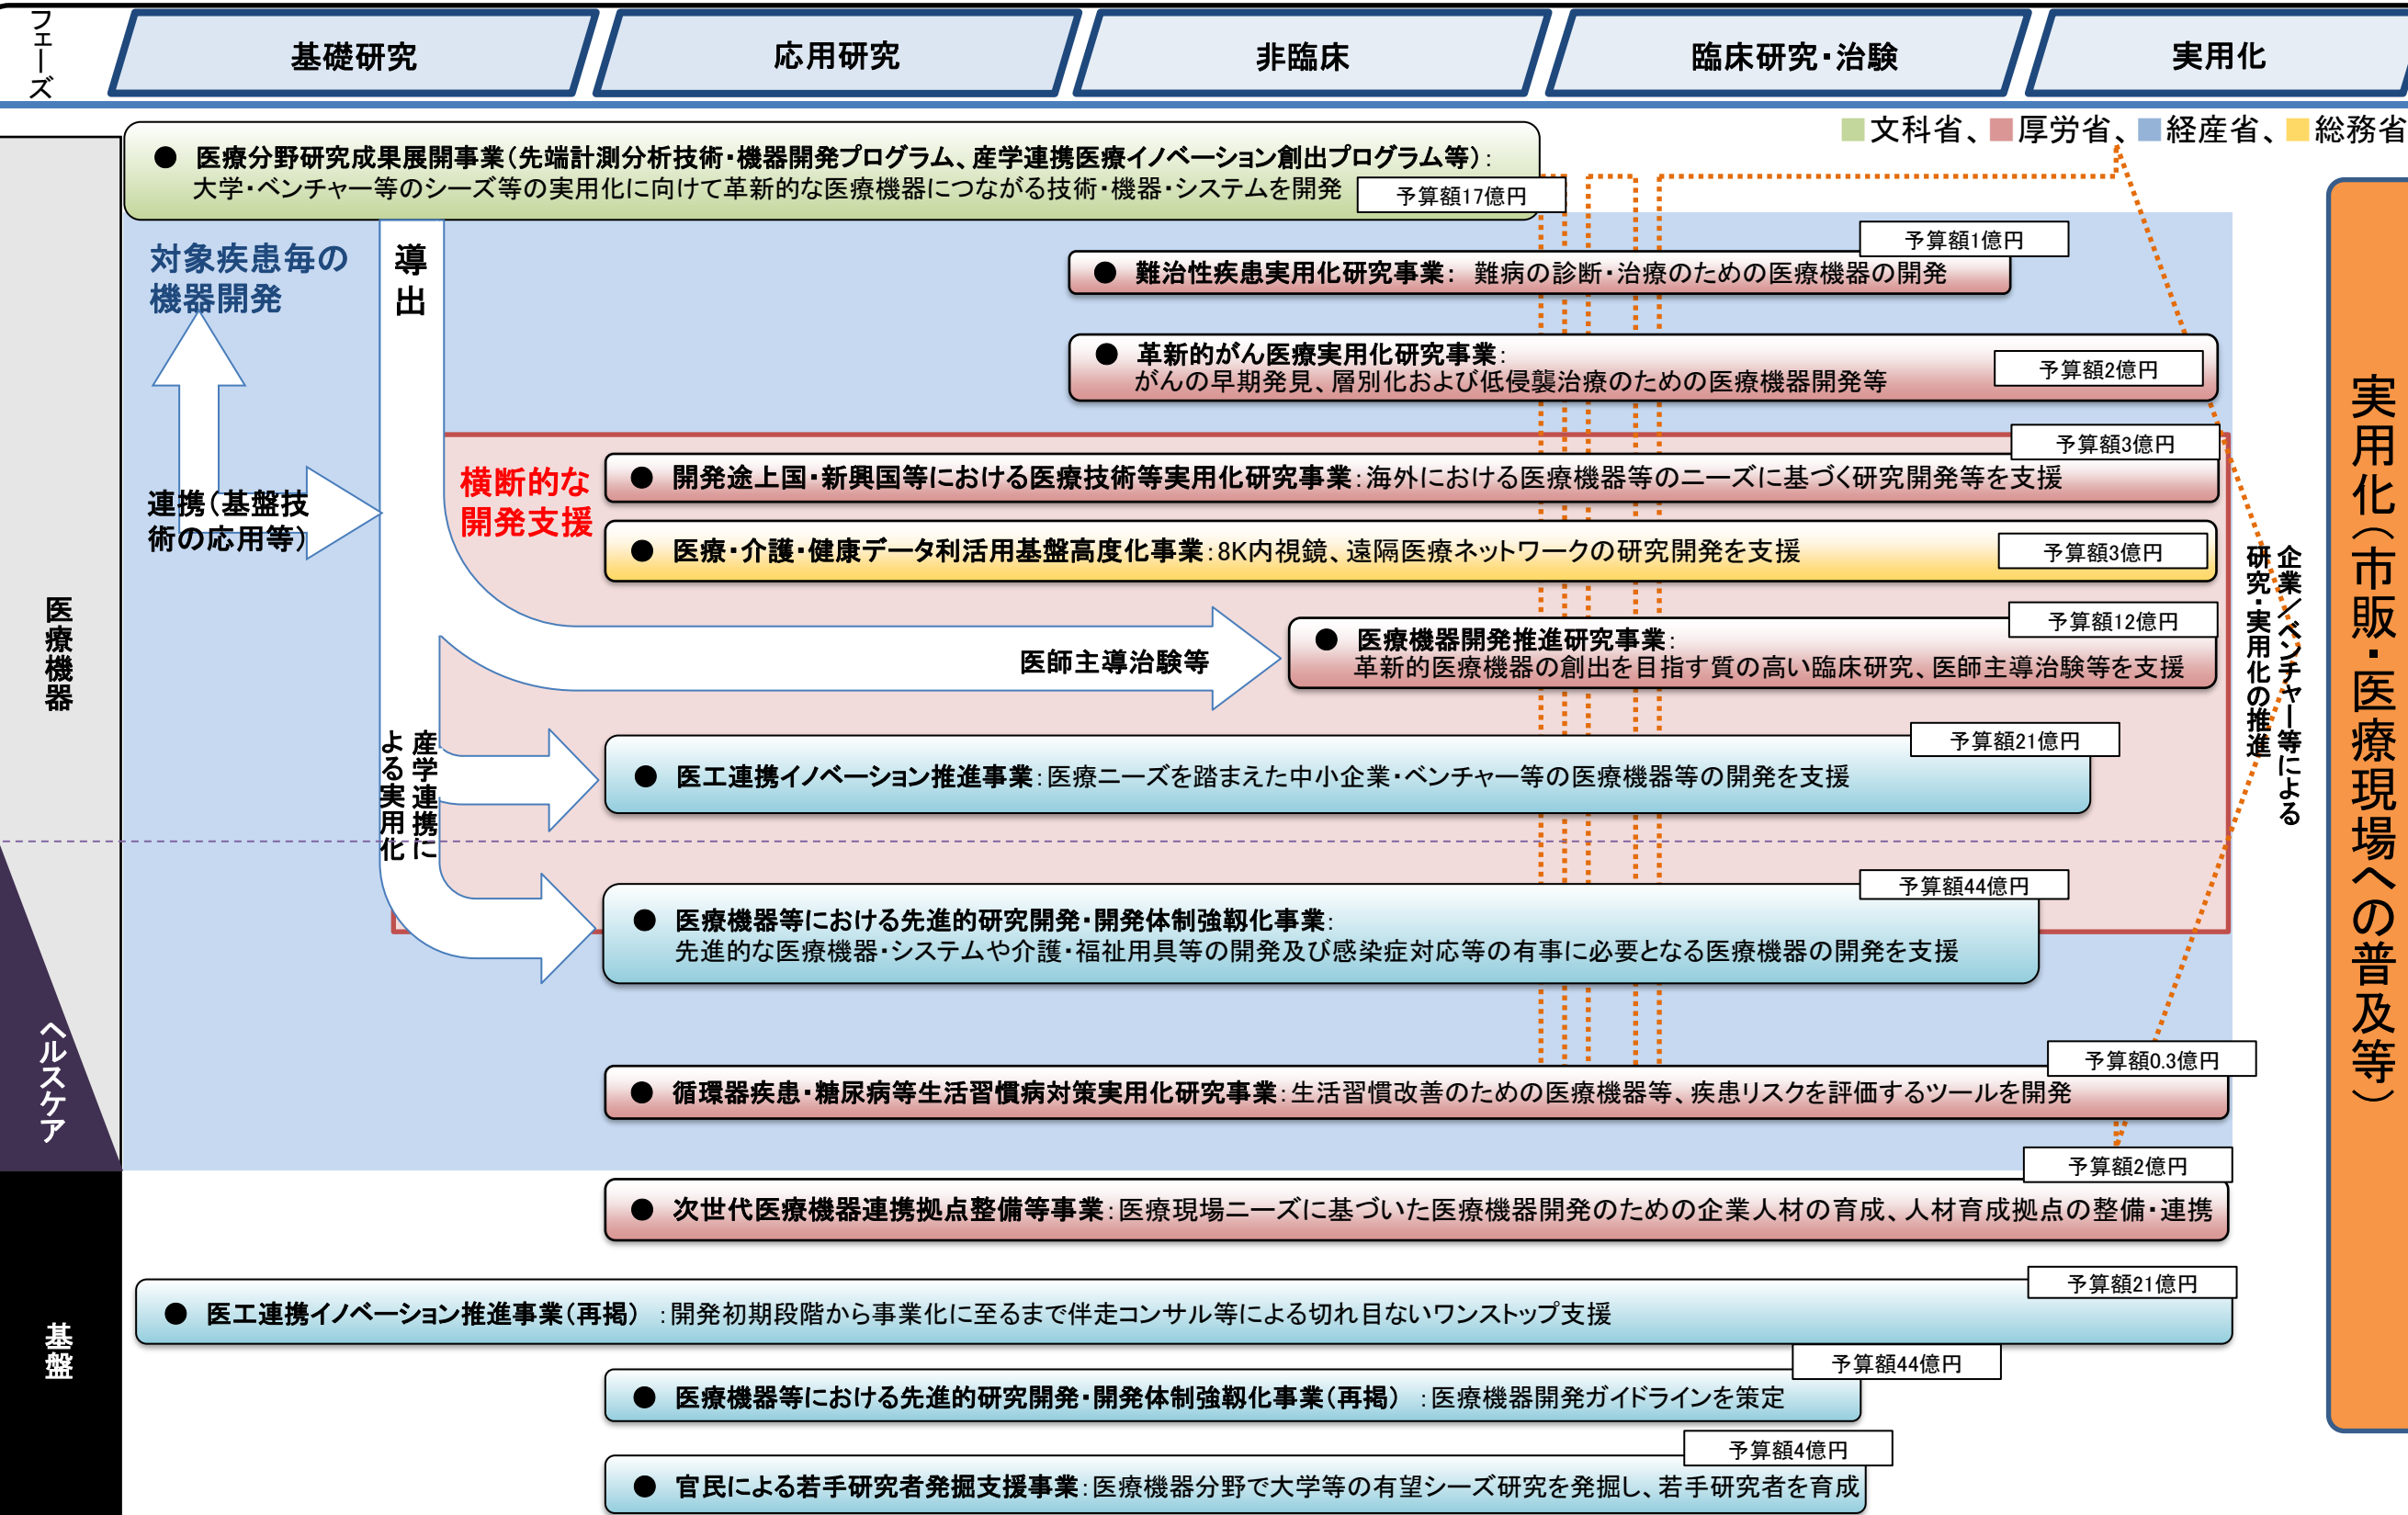 フェーズ
基礎研究
応用研究
非臨床
臨床研究・治験
実用化
■文科省、■厚労省、■経産省、■総務省
● 医療分野研究成果展開事業(先端計測分析技術・機器開発プログラム、産学連携医療イノベーション創出プログラム等):
大学・ベンチャー等のシーズ等の実用化に向けて革新的な医療機器につながる技術・機器・システムを開発
予算額17億円
対象疾患毎の
機器開発
導出
予算額1億円
● 難治性疾患実用化研究事業: 難病の診断・治療のための医療機器の開発
● 革新的がん医療実用化研究事業:
がんの早期発見、層別化および低侵襲治療のための医療機器開発等
予算額2億円
連携(基盤技
術の応用等)
横断的な
開発支援
予算額3億円
● 開発途上国・新興国等における医療技術等実用化研究事業:海外における医療機器等のニーズに基づく研究開発等を支援
● 医療・介護・健康データ利活用基盤高度化事業:8K内視鏡、遠隔医療ネットワークの研究開発を支援
予算額3億円
医師主導治験等
予算額12億円
● 医療機器開発推進研究事業:
革新的医療機器の創出を目指す質の高い臨床研究、医師主導治験等を支援
産学連携に
よる実用化
予算額21億円
● 医工連携イノベーション推進事業:医療ニーズを踏まえた中小企業・ベンチャー等の医療機器等の開発を支援
予算額44億円
● 医療機器等における先進的研究開発・開発体制強靱化事業:
先進的な医療機器・システムや介護・福祉用具等の開発及び感染症対応等の有事に必要となる医療機器の開発を支援
企業/ベンチャー等による
研究・実用化の推進
実用化(市販・医療現場への普及等)
医療機器
ヘルスケア
予算額0.3億円
● 循環器疾患・糖尿病等生活習慣病対策実用化研究事業:生活習慣改善のための医療機器等、疾患リスクを評価するツールを開発
基盤
予算額2億円
● 次世代医療機器連携拠点整備等事業:医療現場ニーズに基づいた医療機器開発のための企業人材の育成、人材育成拠点の整備・連携
予算額21億円
● 医工連携イノベーション推進事業(再掲) :開発初期段階から事業化に至るまで伴走コンサル等による切れ目ないワンストップ支援
予算額44億円
● 医療機器等における先進的研究開発・開発体制強靱化事業(再掲) :医療機器開発ガイドラインを策定
予算額4億円
● 官民による若手研究者発掘支援事業:医療機器分野で大学等の有望シーズ研究を発掘し、若手研究者を育成